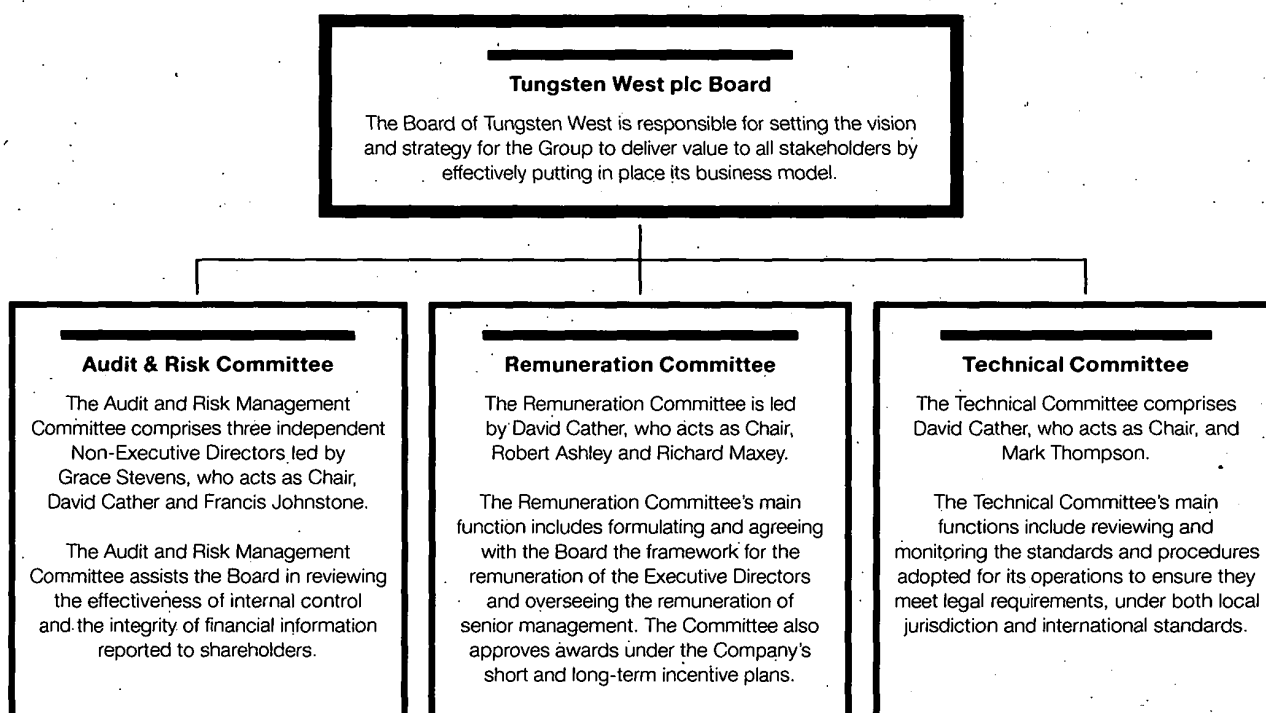 Tungsten West plc Board
The Board of Tungsten West is responsible for setting the vision
and strategy for the Group to deliver value to all stakeholders by
effectively putting in place its business model.
Audit & Risk Committee
The Audit and Risk Management
Committee comprises three independent
Non-Executive Directors led by
Grace Stevens, who acts as Chair,
David Cather and Francis Johnstone.
The Audit and Risk Management
Committee assists the Board in reviewing
the effectiveness of internal control
and the integrity of financial information
reported to shareholders.
Remuneration Committee
The Remuneration Committee is led
by David Cather, who acts as Chair,
Robert Ashley and Richard Maxey.
The Remuneration Committee's main
function includes formulating and agreeing
with the Board the framework for the
remuneration of the Executive Directors
and overseeing the remuneration of
senior management. The Committee also
approves awards under the Company's
short and long-term incentive plans.
Technical Committee
The Technical Committee comprises
David Cather, who acts as Chair, and
Mark Thompson.
The Technical Committee's main
functions include reviewing and
monitoring the standards and procedures
adopted for its operations to ensure they
meet legal requirements, under both local
jurisdiction and international standards.